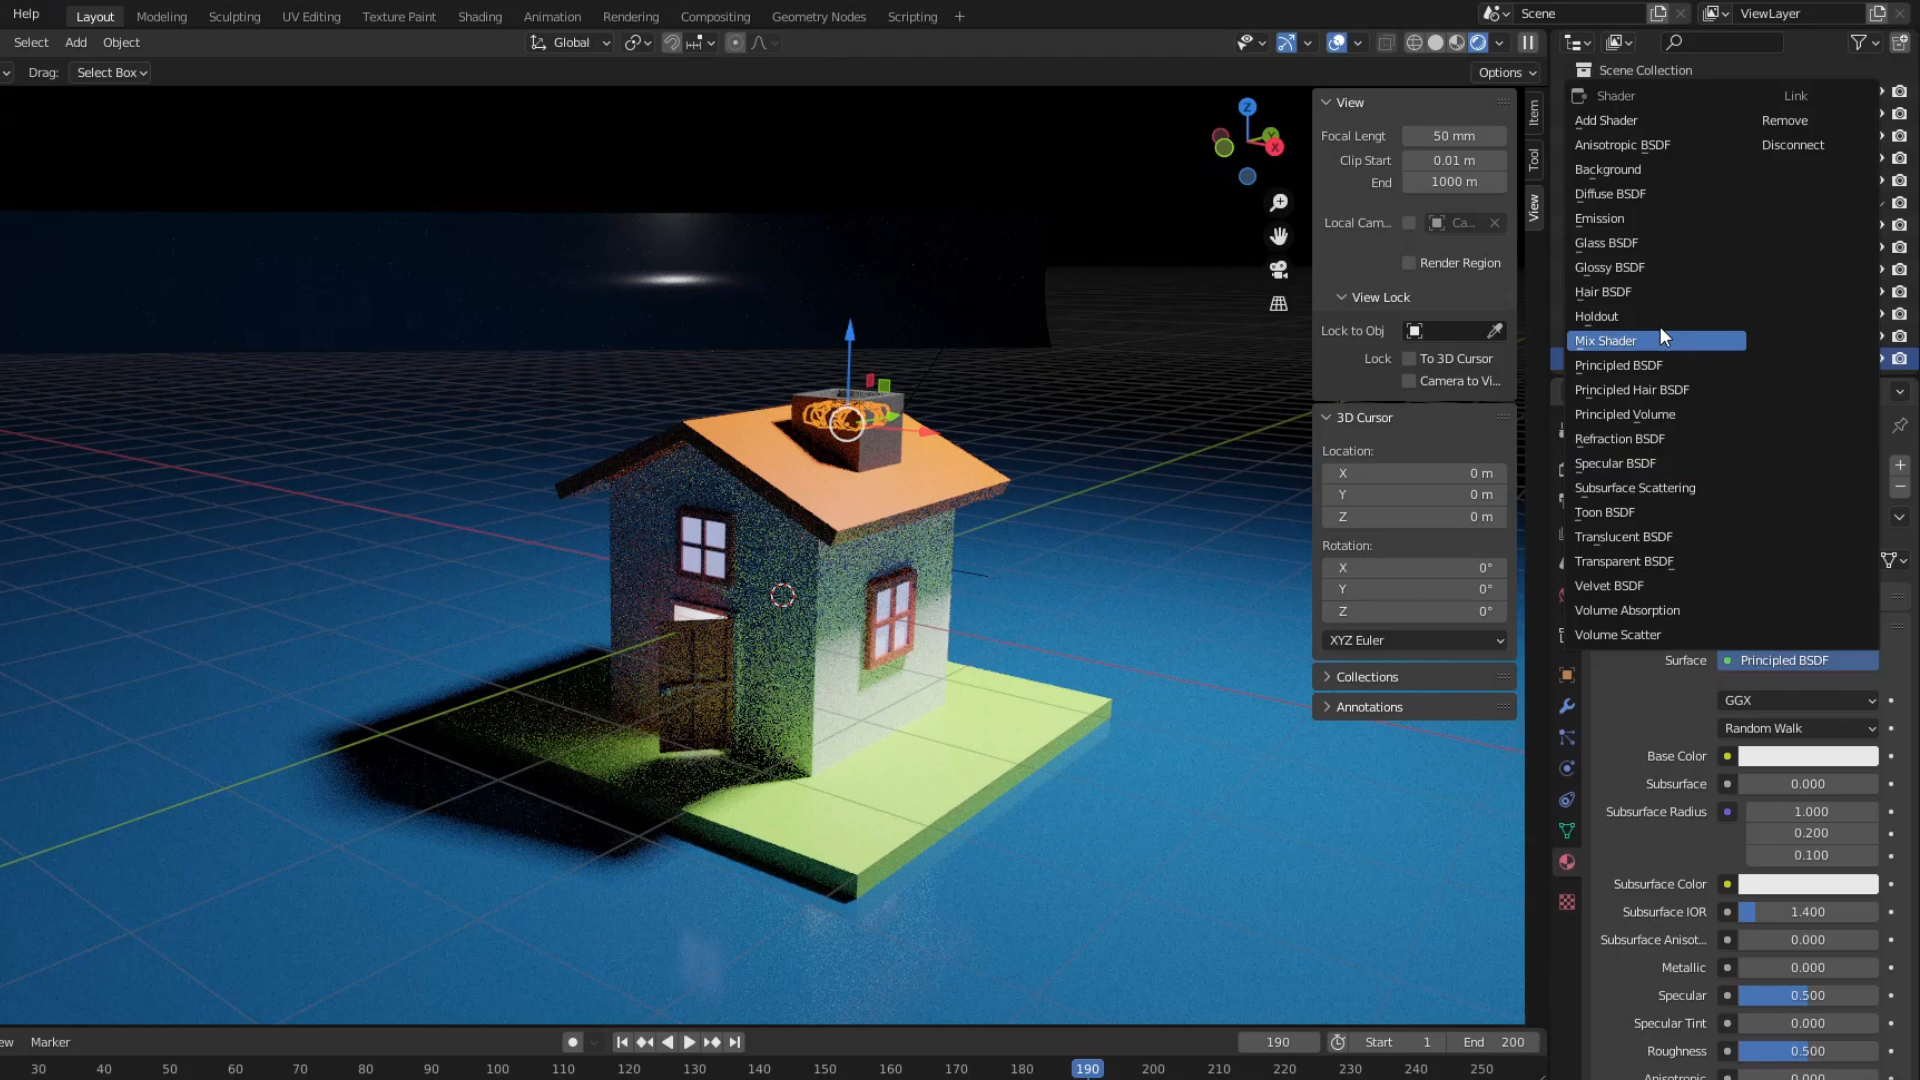 Help
Layout
Modeling
Sculpting
UV Editing
Texture Paint
Shading
Animation
Rendering
Compositing
Geometry Nodes
Scripting
+
Scene
ViewLayer
Select
Add
Object
Global
Drag:
Select Box
Options
Scene Collection
Shader
Add Shader
Anisotropic BSDF
Background
Diffuse BSDF
Emission
Glass BSDF
Glossy BSDF
Hair BSDF
Holdout
Mix Shader
Principled BSDF
Principled Hair BSDF
Principled Volume
Refraction BSDF
Specular BSDF
Subsurface Scattering
Toon BSDF
Translucent BSDF
Transparent BSDF
Velvet BSDF
Volume Absorption
Volume Scatter
Link
Remove
Disconnect
View
Focal Lengt 50 mm
Clip Start 0.01 m
End 1000 m
Local Cam... Ca...
Render Region
View Lock
Lock to Obj
Lock To 3D Cursor
Camera to Vi...
3D Cursor
Location:
X 0 m
Y 0 m
Z 0 m
Rotation:
X 0°
Y 0°
Z 0°
XYZ Euler
Collections
Annotations
Item
Tool
View
Z
Y
X
Surface Principled BSDF
GGX
Random Walk
Base Color
Subsurface 0.000
Subsurface Radius 1.000
0.200
0.100
Subsurface Color
Subsurface IOR 1.400
Subsurface Anisot... 0.000
Metallic 0.000
Specular 0.500
Specular Tint 0.000
Roughness 0.500
Anisotropic 0.000
ew
Marker
190
Start 1
End 200
30 40 50 60 70 80 90 100 110 120 130 140 150 160 170 180 190 200 210 220 230 240 250